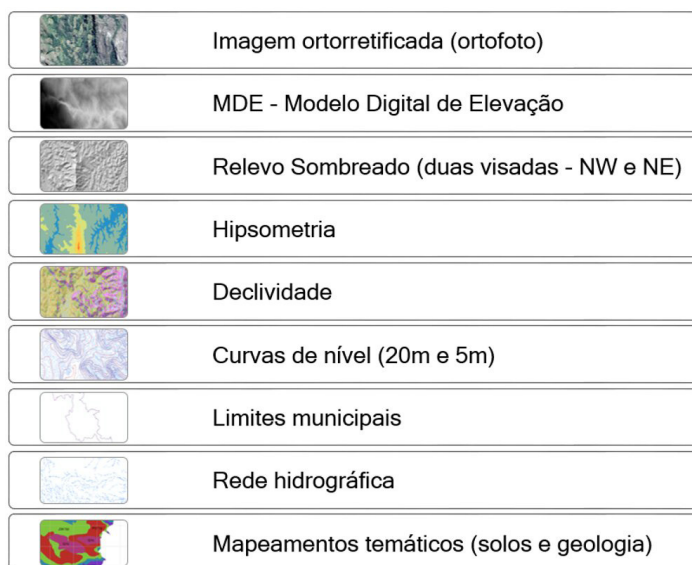 Imagem ortorretificada (ortofoto)
MDE - Modelo Digital de Elevação
Relevo Sombreado (duas visadas - NW e NE)
Hipsometria
Declividade
Curvas de nível (20m e 5m)
Limites municipais
Rede hidrográfica
Mapeamentos temáticos (solos e geologia)